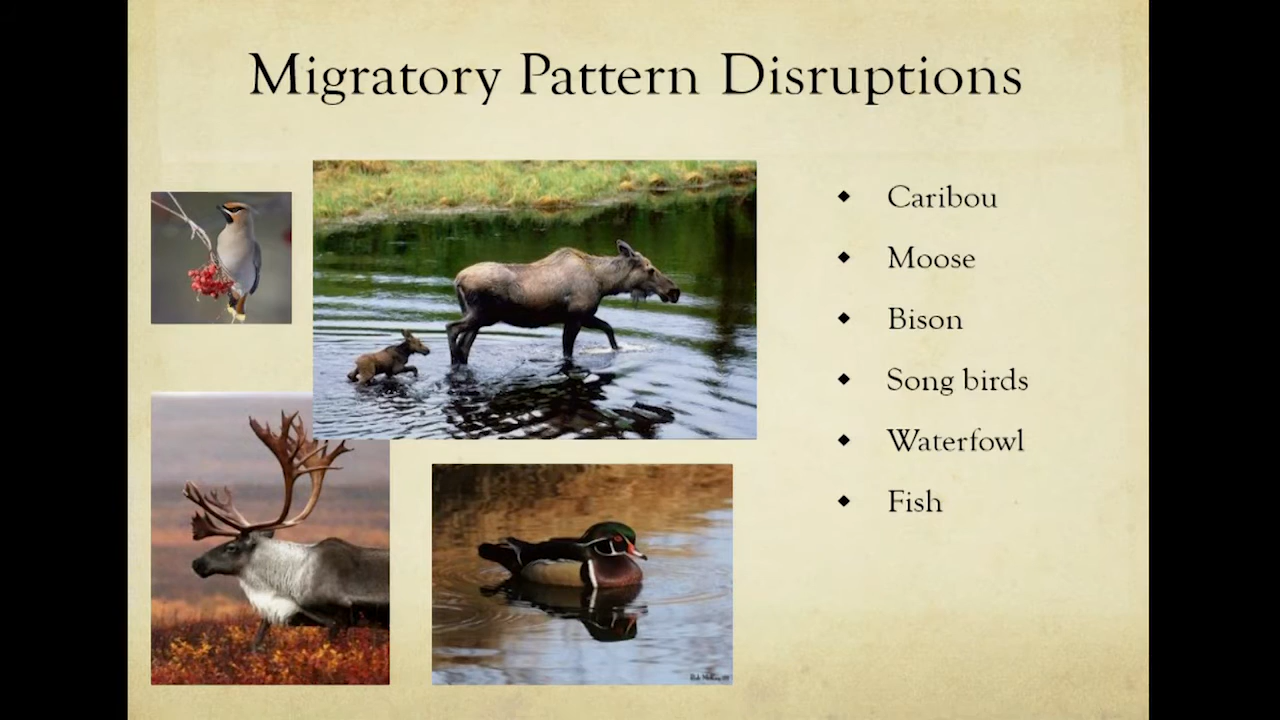 Migratory Pattern Disruptions
Caribou
Moose
Bison
Song birds
Waterfowl
Fish